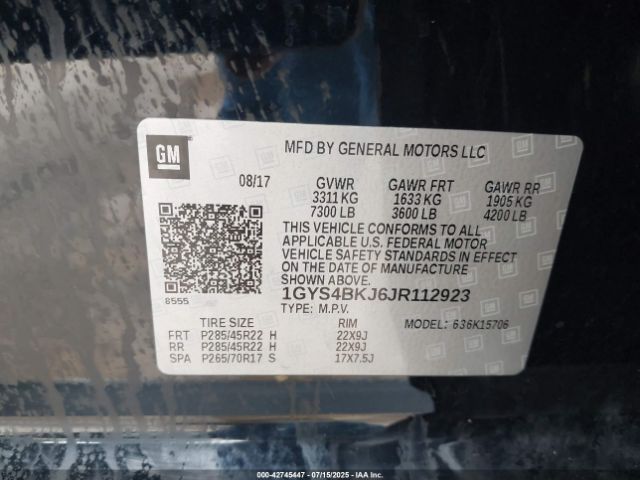 GM
MFD BY GENERAL MOTORS LLC
08/17 GVWR GAWR FRT GAWR RR
3311 KG 1633 KG 1905 KG
7300 LB 3600 LB 4200 LB
THIS VEHICLE CONFORMS TO ALL
APPLICABLE U.S. FEDERAL MOTOR
VEHICLE SAFETY STANDARDS IN
EFFECT ON THE DATE OF
MANUFACTURE SHOWN ABOVE.
8555 1GYS4BKJ6JR112923
TYPE: M.P.V.
TIRE SIZE RIM MODEL: 636K15706
FRT P285/45R22 H 22X9J
RR P285/45R22 H 22X9J
SPA P265/70R17 S 17X7.5J
000-42745447 - 07/15/2025 - IAAI, Inc.